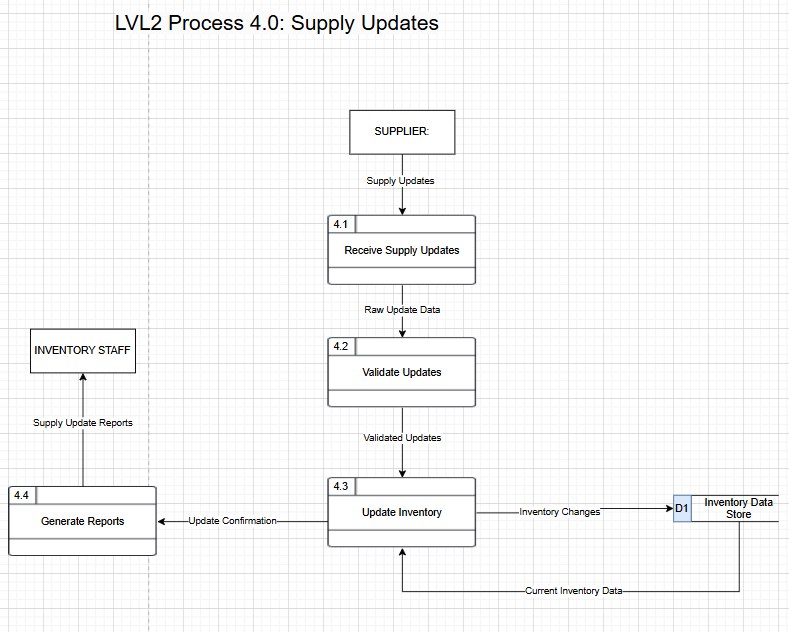 LVL2 Process 4.0: Supply Updates
SUPPLIER:
Supply Updates
4.1
Receive Supply Updates
Raw Update Data
4.2
Validate Updates
Validated Updates
INVENTORY STAFF
Supply Update Reports
4.4
Generate Reports
Update Confirmation
4.3
Update Inventory
Inventory Changes
D1
Inventory Data
Store
Current Inventory Data